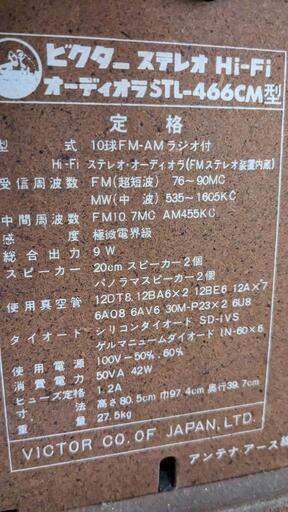 ビクター ステレオ Hi-Fi
オーディオラ STL-466CM型
定格
型式 10球FM-AMラジオ付
Hi-Fi ステレオ・オーディオラ(FMステレオ装置内蔵)
受信周波数 FM(超短波) 76〜90MC
MW(中波) 535〜1605KC
中間周波数 FM10.7MC AM455KC
感度 極微電界級
総合出力 9W
スピーカー 20cm スピーカー2個
パノラマスピーカー2個
使用真空管 12DT8.12BA6×2 12BE6 12A×7
6AQ8 6AV6 30M-P23×2 6U8
ダイオード シリコンダイオード SD-1VS
ゲルマニュームダイオード IN-60×6
使用電源 100V-50%,60%
消費電力 50VA 42W
ヒューズ定格 1.2A
寸度 高さ80.5cm 巾97.4cm 奥行39.7cm
重量 27.5kg
VICTOR CO. OF JAPAN, LTD.
アンテナ アース